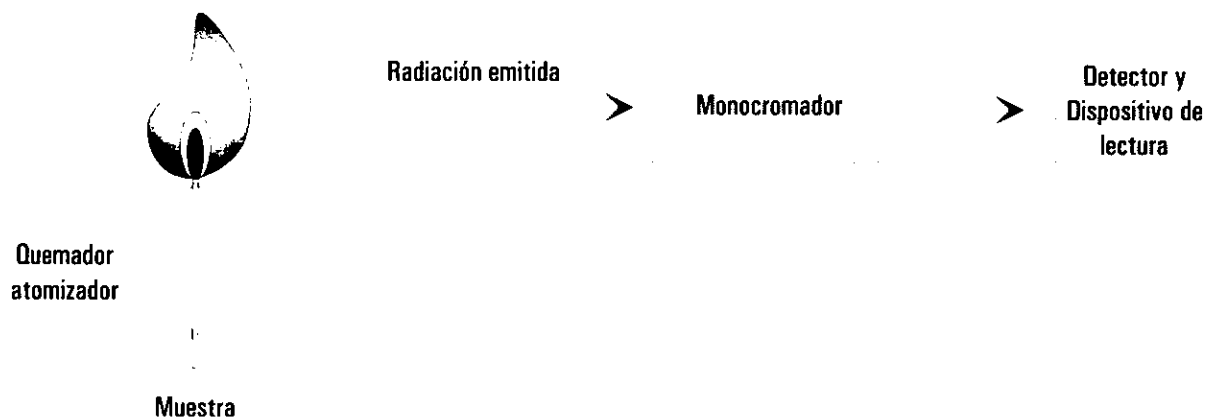 Radiación emitida
Monocromador
Detector y
Dispositivo de
lectura
Quemador
atomizador
Muestra